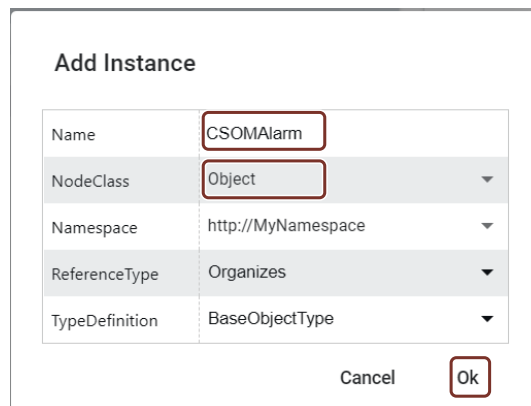 Add Instance
Name CSOMAlarm
NodeClass Object
Namespace http://MyNamespace
ReferenceType Organizes
TypeDefinition BaseObjectType
Cancel Ok